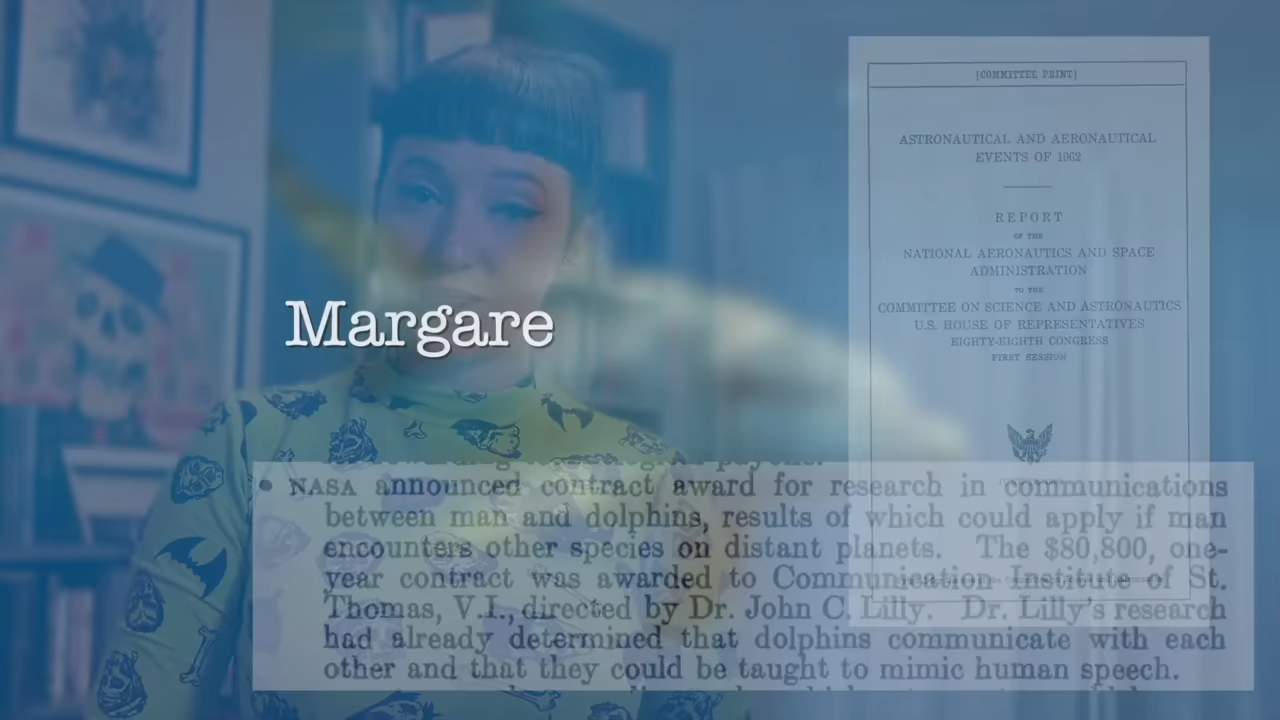 [COMMITTEE PRINT]
ASTRONAUTICAL AND AERONAUTICAL
EVENTS OF 1962
REPORT
OF THE
NATIONAL AERONAUTICS AND SPACE
ADMINISTRATION
TO THE
COMMITTEE ON SCIENCE AND ASTRONAUTICS
U.S. HOUSE OF REPRESENTATIVES
EIGHTY-EIGHTH CONGRESS
FIRST SESSION
Margare
• NASA announced contract award for research in communications
between man and dolphins, results of which could apply if man
encounters other species on distant planets. The $80,800, one-
year contract was awarded to Communication Institute of St.
Thomas, V.I., directed by Dr. John C. Lilly. Dr. Lilly's research
had already determined that dolphins communicate with each
other and that they could be taught to mimic human speech.